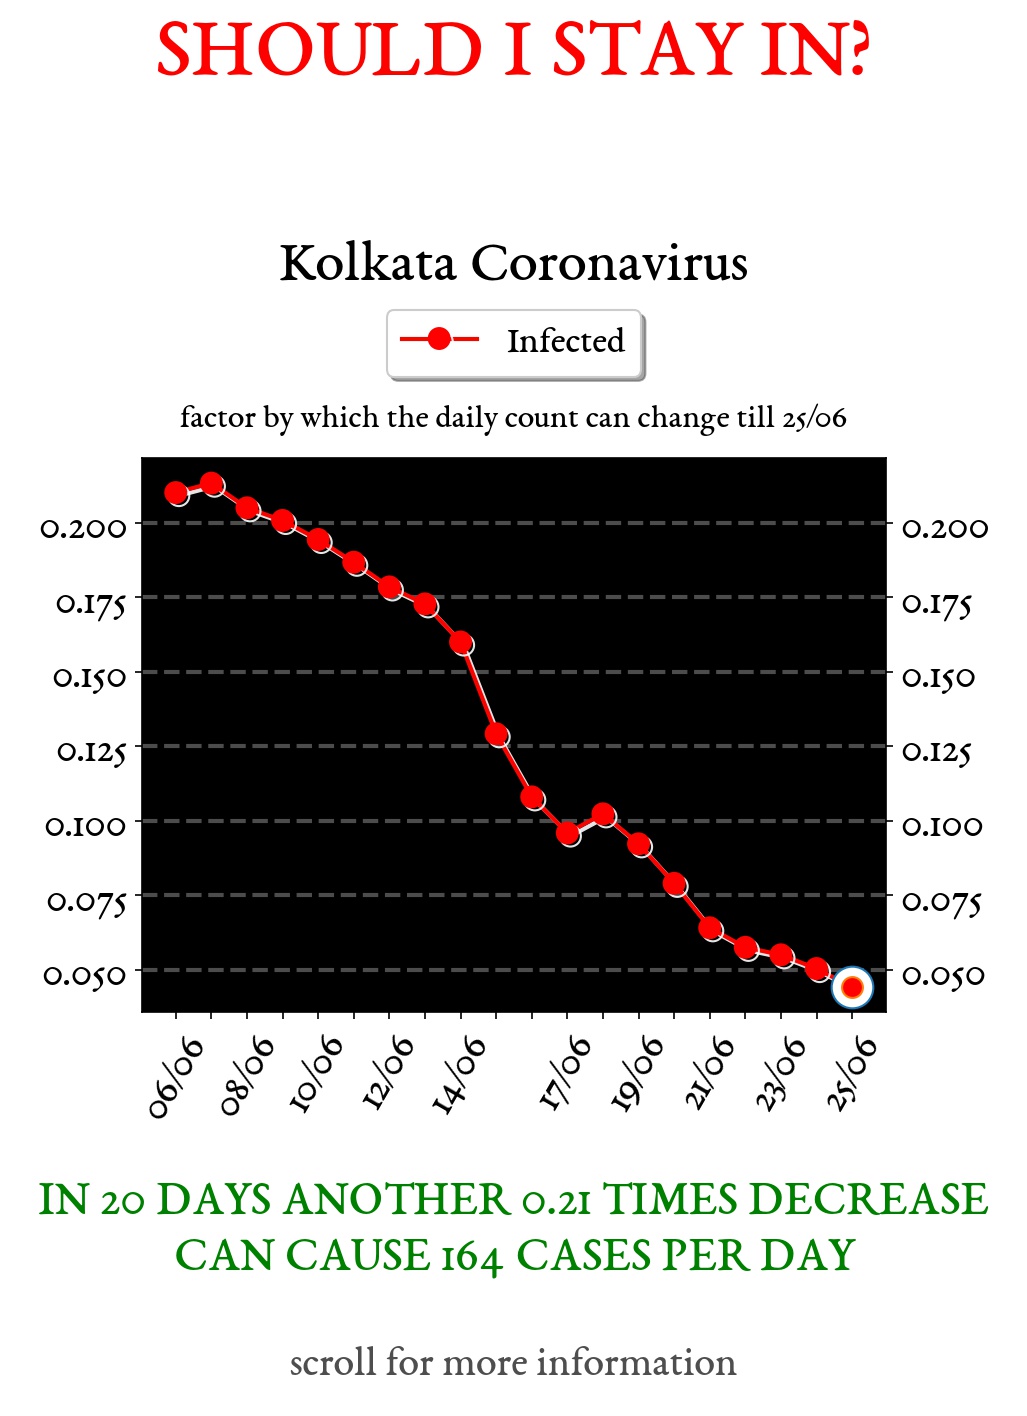 SHOULD I STAY IN?
Kolkata Coronavirus
Infected
factor by which the daily count can change till 25/06
0.200 0.200
0.175 0.175
0.150 0.150
0.125 0.125
0.100 0.100
0.075 0.075
0.050 0.050
06/06 08/06 10/06 12/06 14/06 17/06 19/06 21/06 23/06 25/06
IN 20 DAYS ANOTHER 0.21 TIMES DECREASE
CAN CAUSE 164 CASES PER DAY
scroll for more information